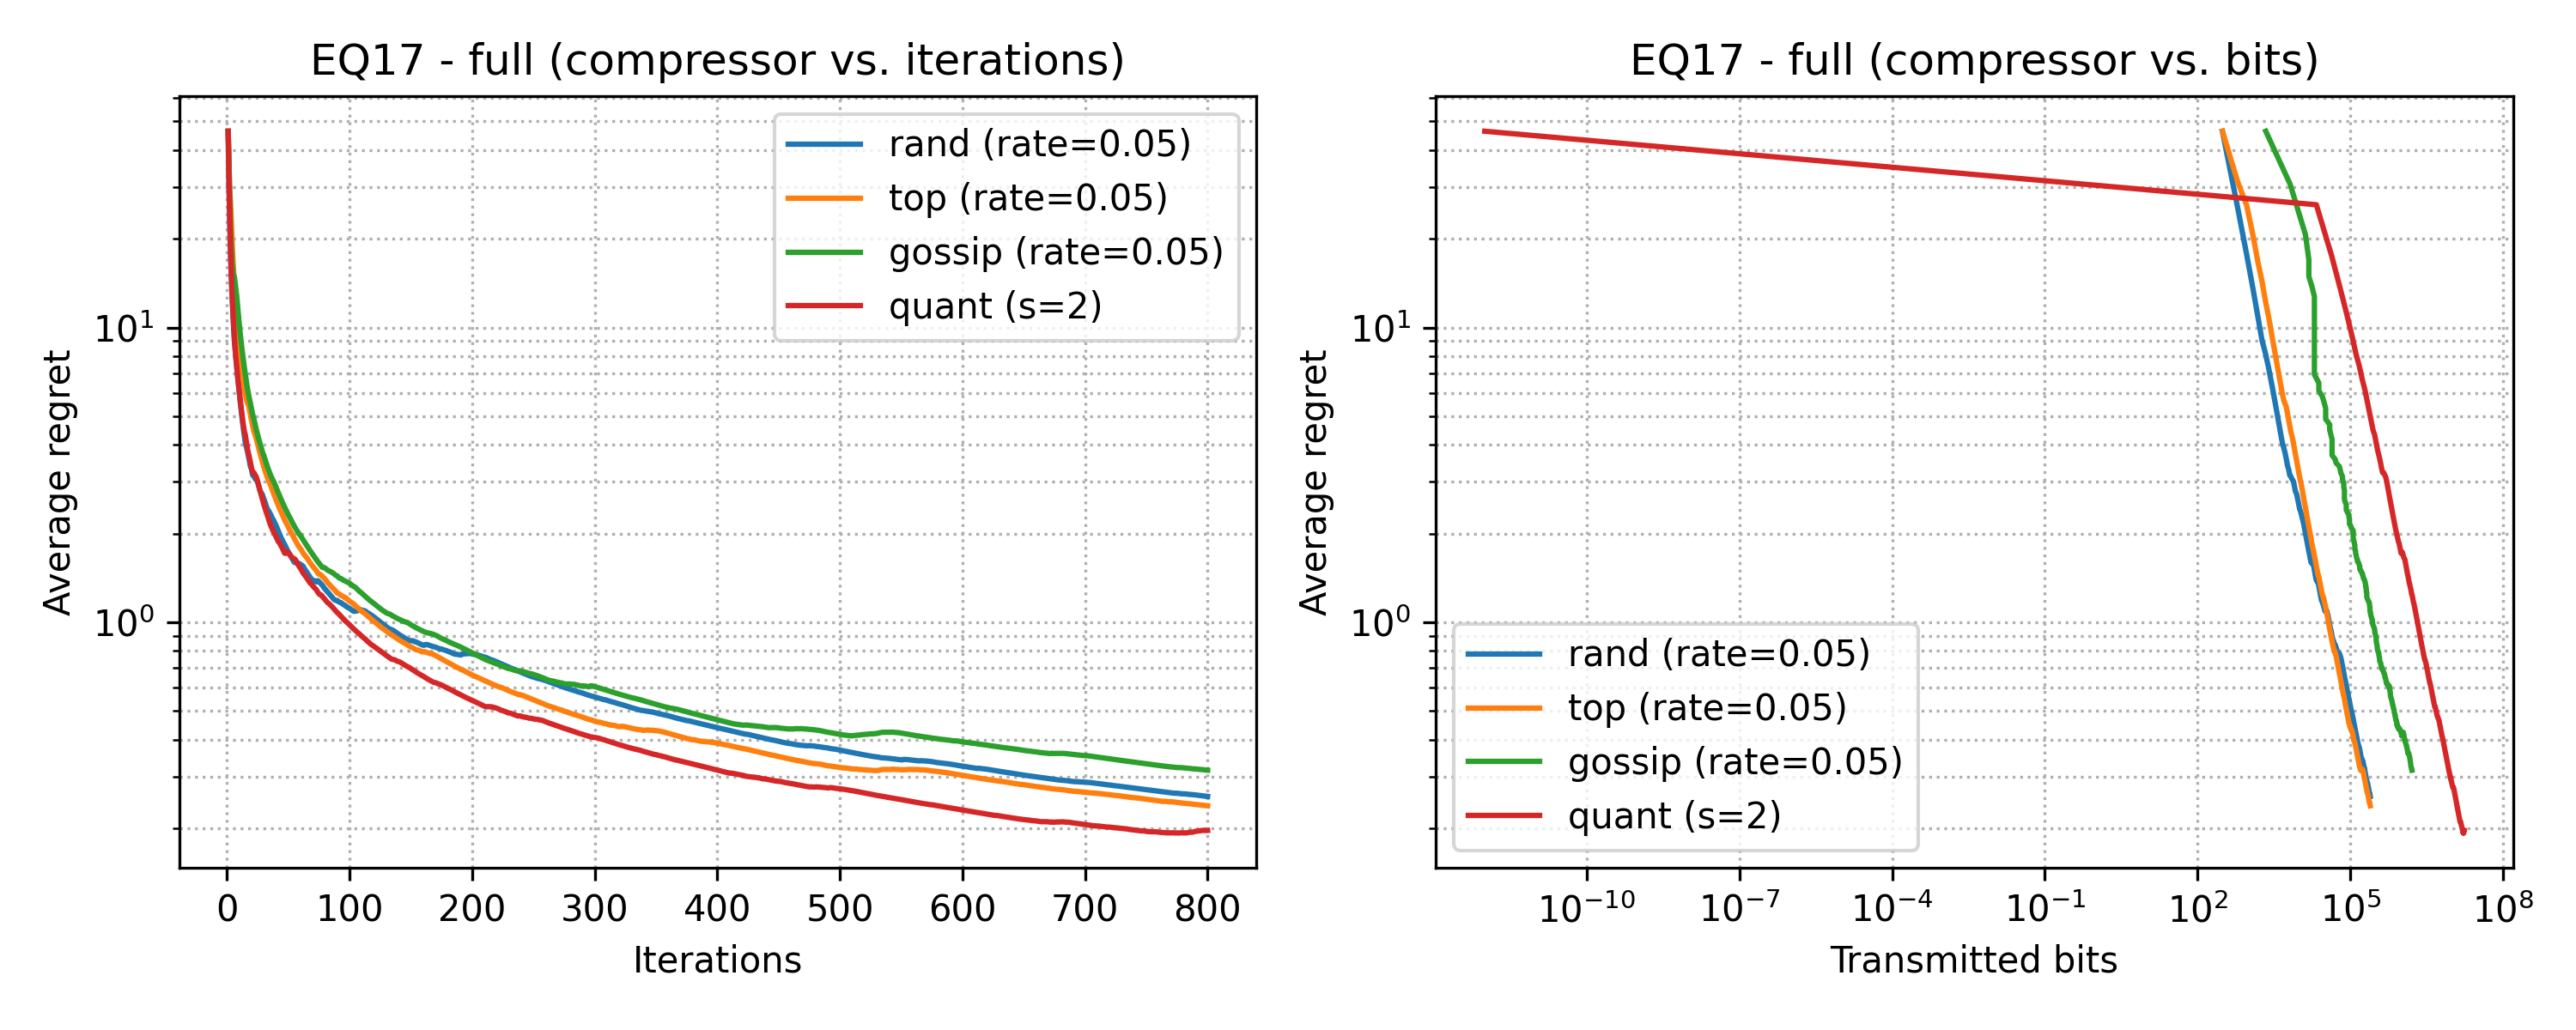 EQ17 - full (compressor vs. iterations)
Average regret
10¹
10⁰
rand (rate=0.05)
top (rate=0.05)
gossip (rate=0.05)
quant (s=2)
0 100 200 300 400 500 600 700 800
Iterations
EQ17 - full (compressor vs. bits)
Average regret
10¹
10⁰
rand (rate=0.05)
top (rate=0.05)
gossip (rate=0.05)
quant (s=2)
10⁻¹⁰ 10⁻⁷ 10⁻⁴ 10⁻¹ 10² 10⁵ 10⁸
Transmitted bits